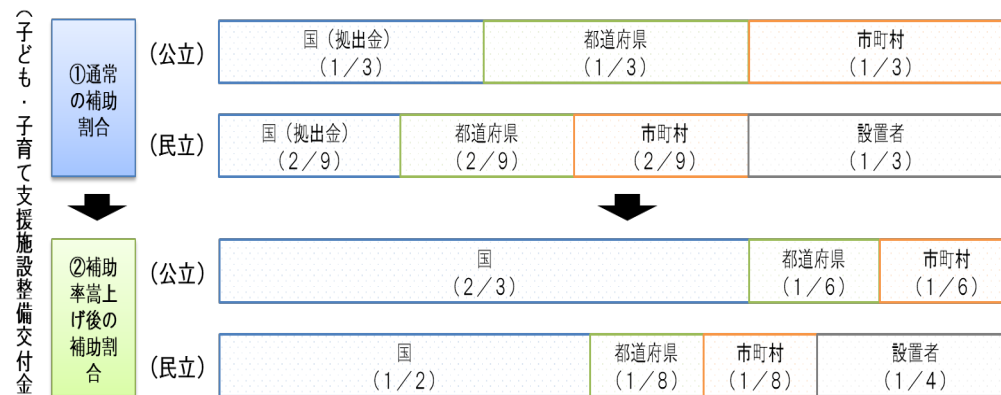 （子ども・子育て支援施設整備交付金
①通常
の補助
割合
（公立）
国（拠出金）
（１／３）
都道府県
（１／３）
市町村
（１／３）
（民立）
国（拠出金）
（２／９）
都道府県
（２／９）
市町村
（２／９）
設置者
（１／３）
②補助
率嵩上
げ後の
補助割
合
（公立）
国
（２／３）
都道府県
（１／６）
市町村
（１／６）
（民立）
国
（１／２）
都道府県
（１／８）
市町村
（１／８）
設置者
（１／４）